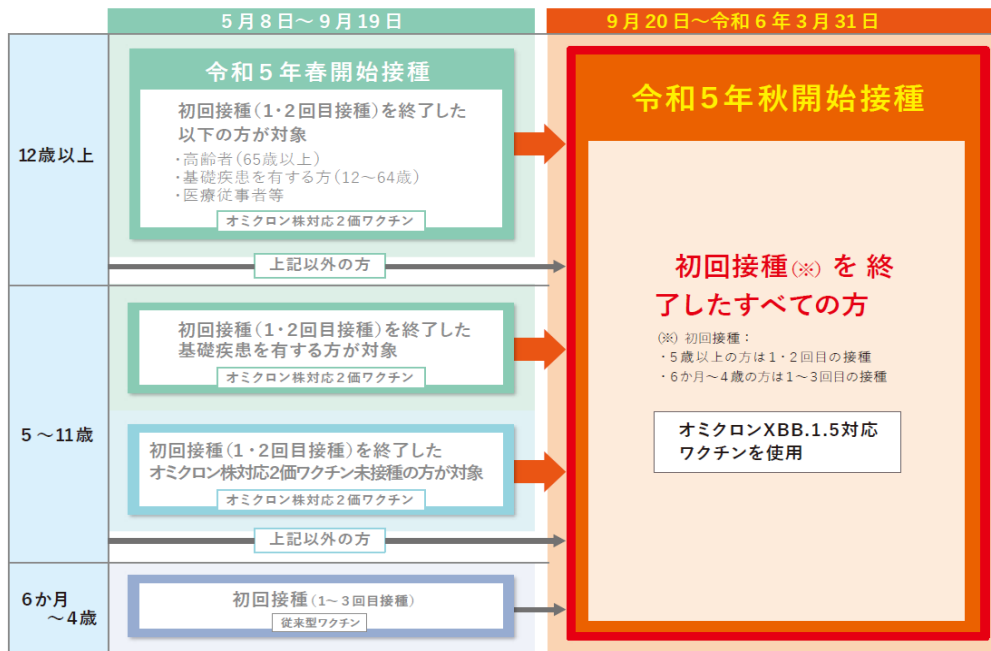 5月8日～9月19日
9月20日～令和6年3月31日
12歳以上
令和5年春開始接種
初回接種(1・2回目接種)を終了した
以下の方が対象
・高齢者(65歳以上)
・基礎疾患を有する方(12～64歳)
・医療従事者等
オミクロン株対応2価ワクチン
上記以外の方
5～11歳
初回接種(1・2回目接種)を終了した
基礎疾患を有する方が対象
オミクロン株対応2価ワクチン
初回接種(1・2回目接種)を終了した
オミクロン株対応2価ワクチン未接種の方が対象
オミクロン株対応2価ワクチン
上記以外の方
6か月
～4歳
初回接種(1～3回目接種)
従来型ワクチン
令和5年秋開始接種
初回接種(※)を 終
了したすべての方
(※) 初回接種：
・5歳以上の方は1・2回目の接種
・6か月～4歳の方は1～3回目の接種
オミクロンXBB.1.5対応
ワクチンを使用